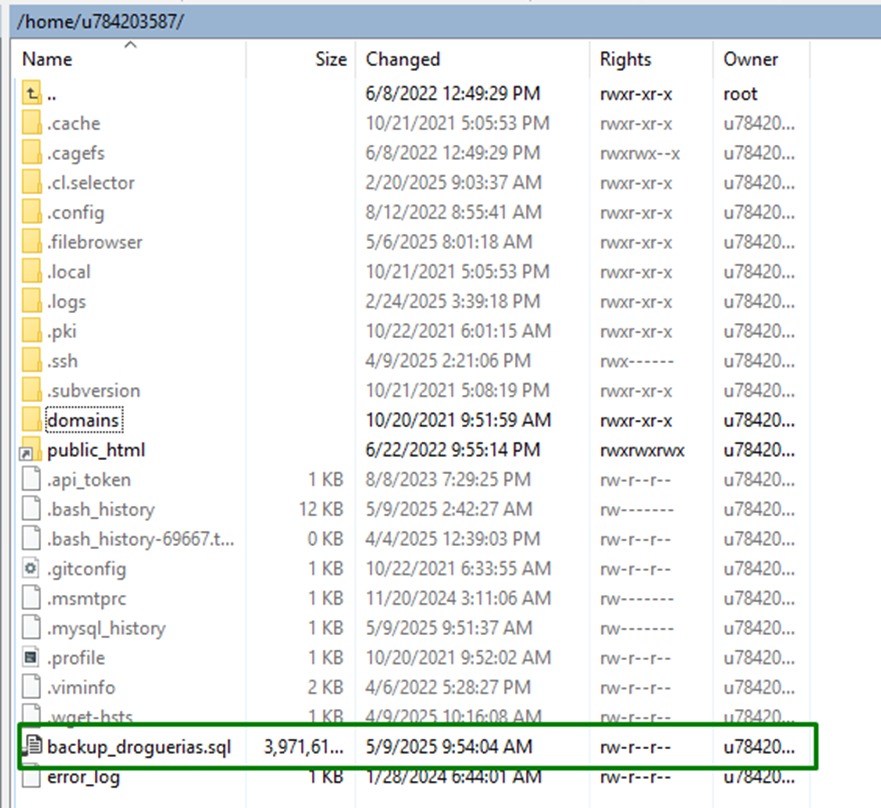 /home/u784203587/
Name Size Changed Rights Owner
.. 6/8/2022 12:49:29 PM rwxr-xr-x root
.cache 10/21/2021 5:05:53 PM rwxr-xr-x u78420...
.cagefs 6/8/2022 12:49:29 PM rwxrwx--x u78420...
.cl.selector 2/20/2025 9:03:37 AM rwxr-xr-x u78420...
.config 8/12/2022 8:55:41 AM rwxr-xr-x u78420...
.filebrowser 5/6/2025 8:01:18 AM rwxr-xr-x u78420...
.local 10/21/2021 5:05:53 PM rwxr-xr-x u78420...
.logs 2/24/2025 3:39:18 PM rwxr-xr-x u78420...
.pki 10/22/2021 6:01:15 AM rwxr-xr-x u78420...
.ssh 4/9/2025 2:21:06 PM rwx------ u78420...
.subversion 10/21/2021 5:08:19 PM rwxr-xr-x u78420...
domains 10/20/2021 9:51:59 AM rwxr-xr-x u78420...
public_html 6/22/2022 9:55:14 PM rwxrwxrwx u78420...
.api_token 1 KB 8/8/2023 7:29:25 PM rw-r--r-- u78420...
.bash_history 12 KB 5/9/2025 2:42:27 AM rw------- u78420...
.bash_history-69667.t... 0 KB 4/4/2025 12:39:03 PM rw-r--r-- u78420...
.gitconfig 1 KB 10/22/2021 6:33:55 AM rw-r--r-- u78420...
.msmtprc 1 KB 11/20/2024 3:11:06 AM rw------- u78420...
.mysql_history 1 KB 5/9/2025 9:51:37 AM rw------- u78420...
.profile 1 KB 10/20/2021 9:52:02 AM rw-r--r-- u78420...
.viminfo 2 KB 4/6/2022 5:28:27 PM rw------- u78420...
.wget-hsts 1 KB 4/9/2025 10:16:08 AM rw-r--r-- u78420...
backup_droguerias.sql 3,971,61... 5/9/2025 9:54:04 AM rw-r--r-- u78420...
error_log 1 KB 1/28/2024 6:44:01 AM rw-r--r-- u78420...